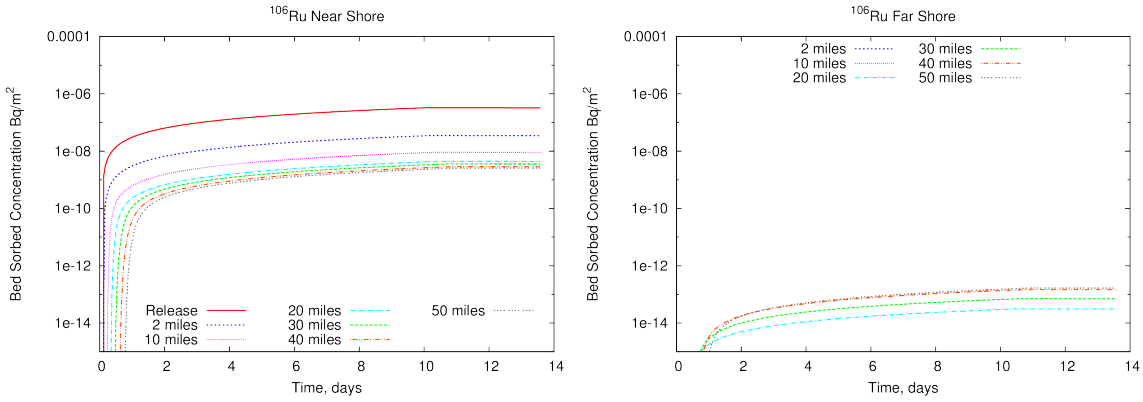 ¹⁰⁶Ru Near Shore
0.0001
1e-06
1e-08
1e-10
1e-12
1e-14
Bed Sorbed Concentration Bq/m²
Release
2 miles
10 miles
20 miles
30 miles
40 miles
50 miles
0 2 4 6 8 10 12 14
Time, days
¹⁰⁶Ru Far Shore
0.0001
1e-06
1e-08
1e-10
1e-12
1e-14
Bed Sorbed Concentration Bq/m²
2 miles
10 miles
20 miles
30 miles
40 miles
50 miles
0 2 4 6 8 10 12 14
Time, days